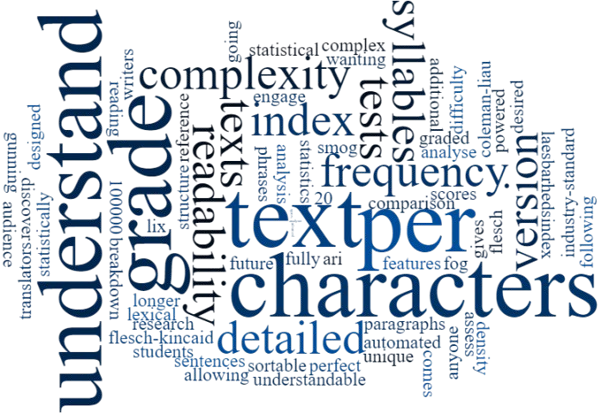 understand
grade
text
per
characters
complexity
index
frequency.
detailed
readability
texts
tests
syllables
version
statistical
complex
wanting
going
writers
reading
engage
structure
reference
phrases
analysis
statistics
smog
20
graded
analyse
additional
difficulty
coleman-liau
powered
desired
comparison
scores
flesch
gives
laesbarhedsindex
industry-standard
following
designed
gunning
audience
discover
translators
statistically
100000
breakdown
lix
future
fully
ari
features
fog
longer
lexical
research
flesch-kincaid
students
sentences
allowing
sortable
perfect
understandable
paragraphs
automated
unique
comes
anyone
assess
density